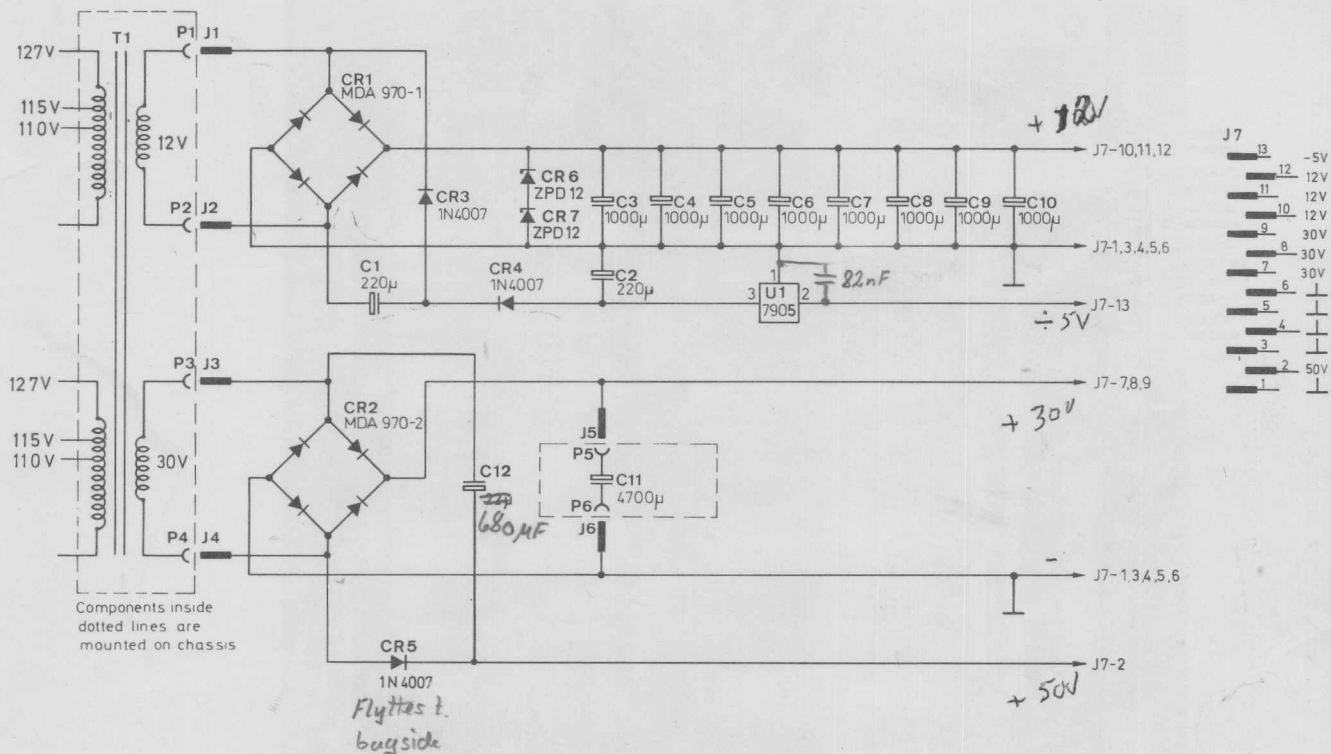 T1
P1 J1
127V
115V
110V
12V
P2 J2
CR1
MDA 970-1
CR3
1N4007
CR6
ZPD12
CR7
ZPD12
C3
1000µ
C4
1000µ
C5
1000µ
C6
1000µ
C7
1000µ
C8
1000µ
C9
1000µ
C10
1000µ
+ 12V
J7-10,11,12
J7-1,3,4,5,6
C1
220µ
CR4
1N4007
C2
220µ
1
3 U1 2
7905
82nF
J7-13
÷ 5V
P3 J3
127V
115V
110V
30V
P4 J4
CR2
MDA 970-2
C12
22µ
680µF
J5
P5
C11
4700µ
P6
J6
J7-7,8,9
+ 30V
-
J7-1,3,4,5,6
CR5
1N4007
Flyttes t.
bagside
J7-2
+ 50V
Components inside
dotted lines are
mounted on chassis
J7
13 -5V
12 12V
11 12V
10 12V
9 30V
8 30V
7 30V
6
5
4
3
2 50V
1